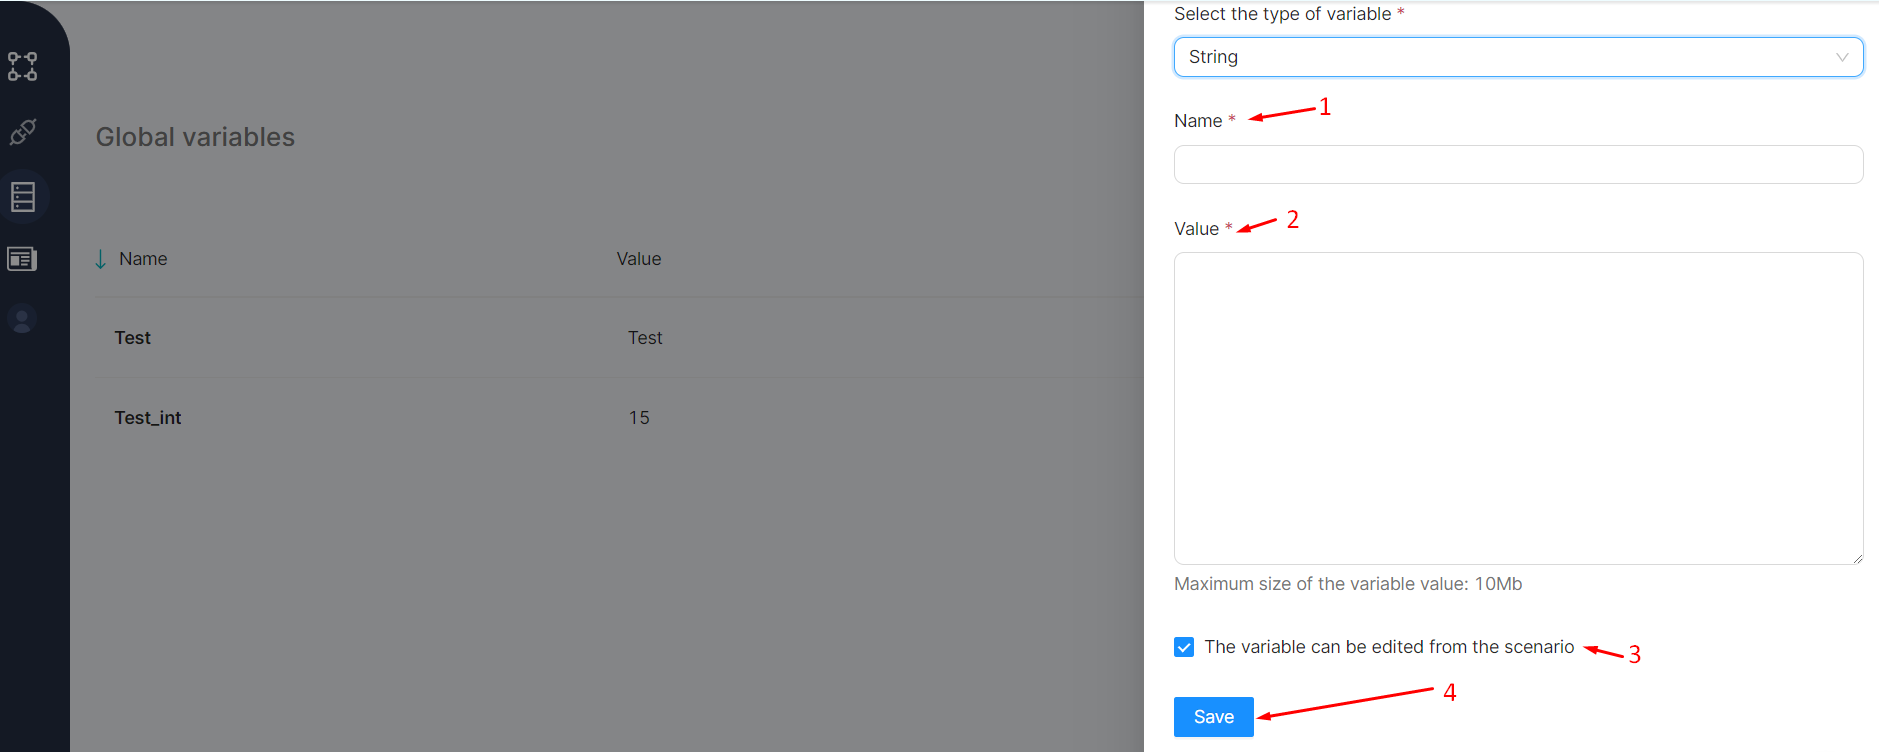 Global variables
Name Value
Test Test
Test_int 15
Select the type of variable *
String
Name * 1
Value * 2
Maximum size of the variable value: 10Mb
The variable can be edited from the scenario 3
Save 4